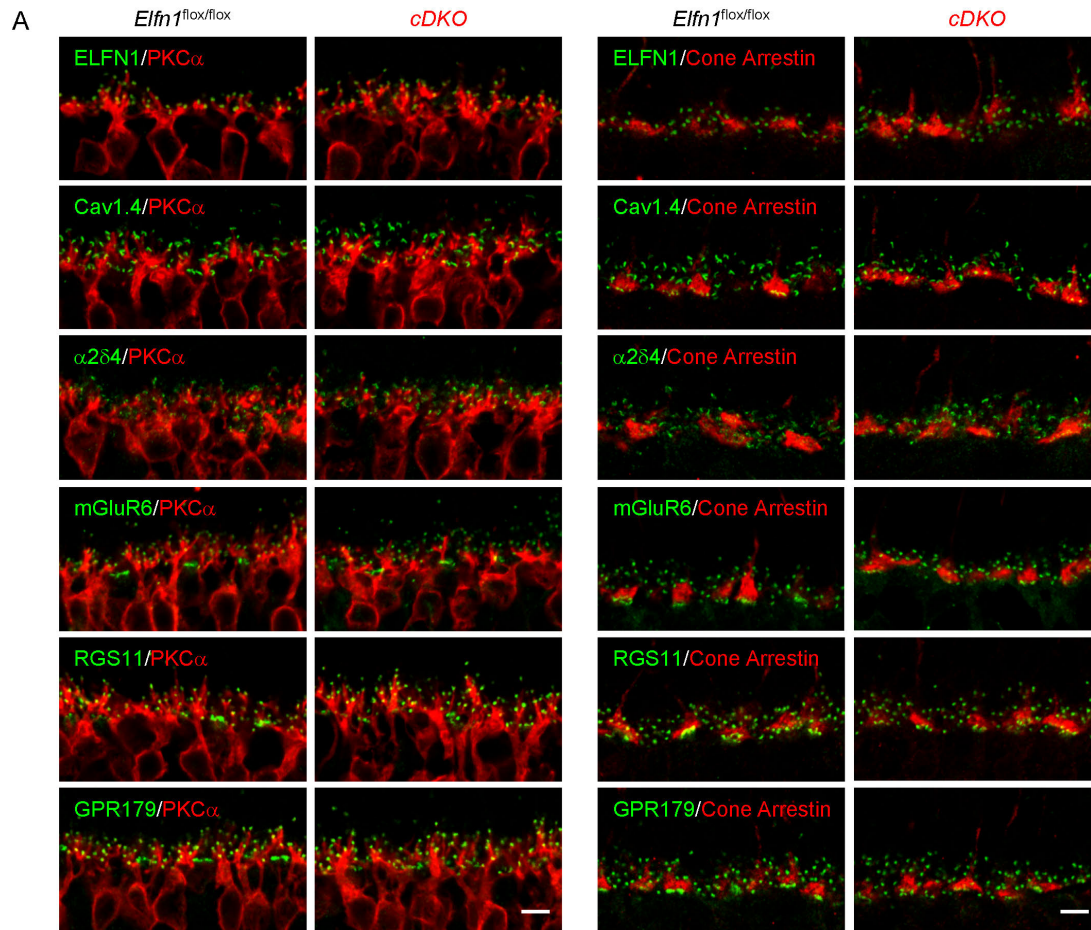 A
Elfn1flox/flox cDKO Elfn1flox/flox cDKO
ELFN1/PKCα ELFN1/Cone Arrestin
Cav1.4/PKCα Cav1.4/Cone Arrestin
α2δ4/PKCα α2δ4/Cone Arrestin
mGluR6/PKCα mGluR6/Cone Arrestin
RGS11/PKCα RGS11/Cone Arrestin
GPR179/PKCα GPR179/Cone Arrestin